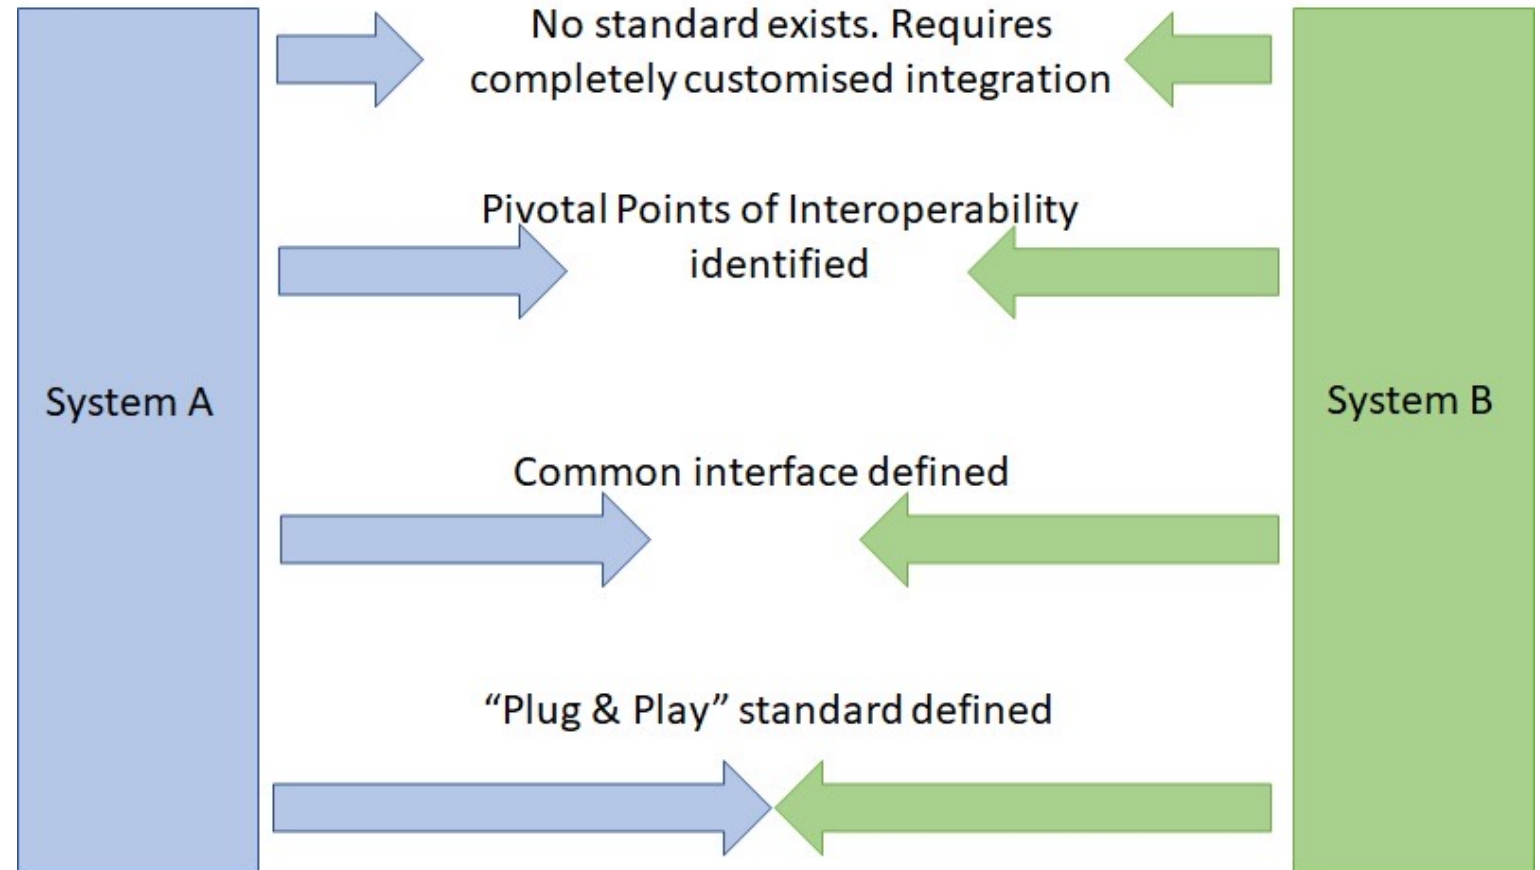 No standard exists. Requires
completely customised integration
Pivotal Points of Interoperability
identified
System A
System B
Common interface defined
“Plug & Play” standard defined